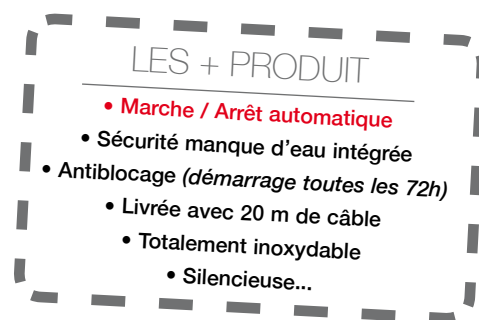 LES + PRODUIT
• Marche / Arrêt automatique
• Sécurité manque d'eau intégrée
• Antiblocage (démarrage toutes les 72h)
• Livrée avec 20 m de câble
• Totalement inoxydable
• Silencieuse...